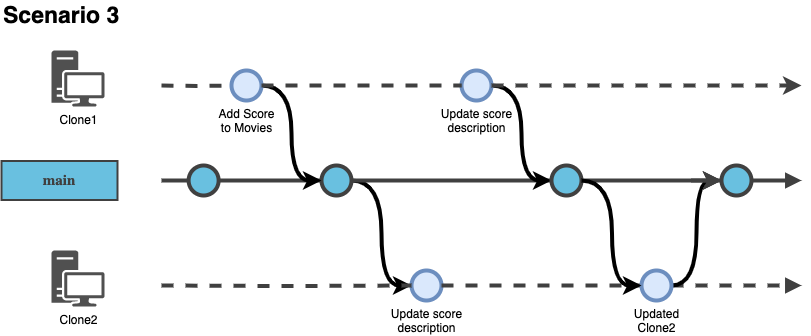 Scenario 3
Clone1
Add Score
to Movies
Update score
description
main
Clone2
Update score
description
Updated
Clone2